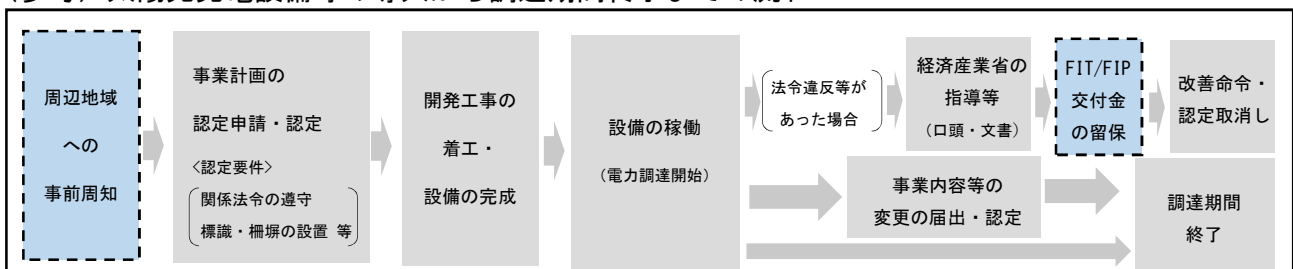 周辺地域
への
事前周知
事業計画の
認定申請・認定
<認定要件>
関係法令の遵守
標識・柵塀の設置 等
開発工事の
着工・
設備の完成
設備の稼働
(電力調達開始)
法令違反等が
あった場合
経済産業省の
指導等
(口頭・文書)
FIT/FIP
交付金
の留保
改善命令・
認定取消し
事業内容等の
変更の届出・認定
調達期間
終了